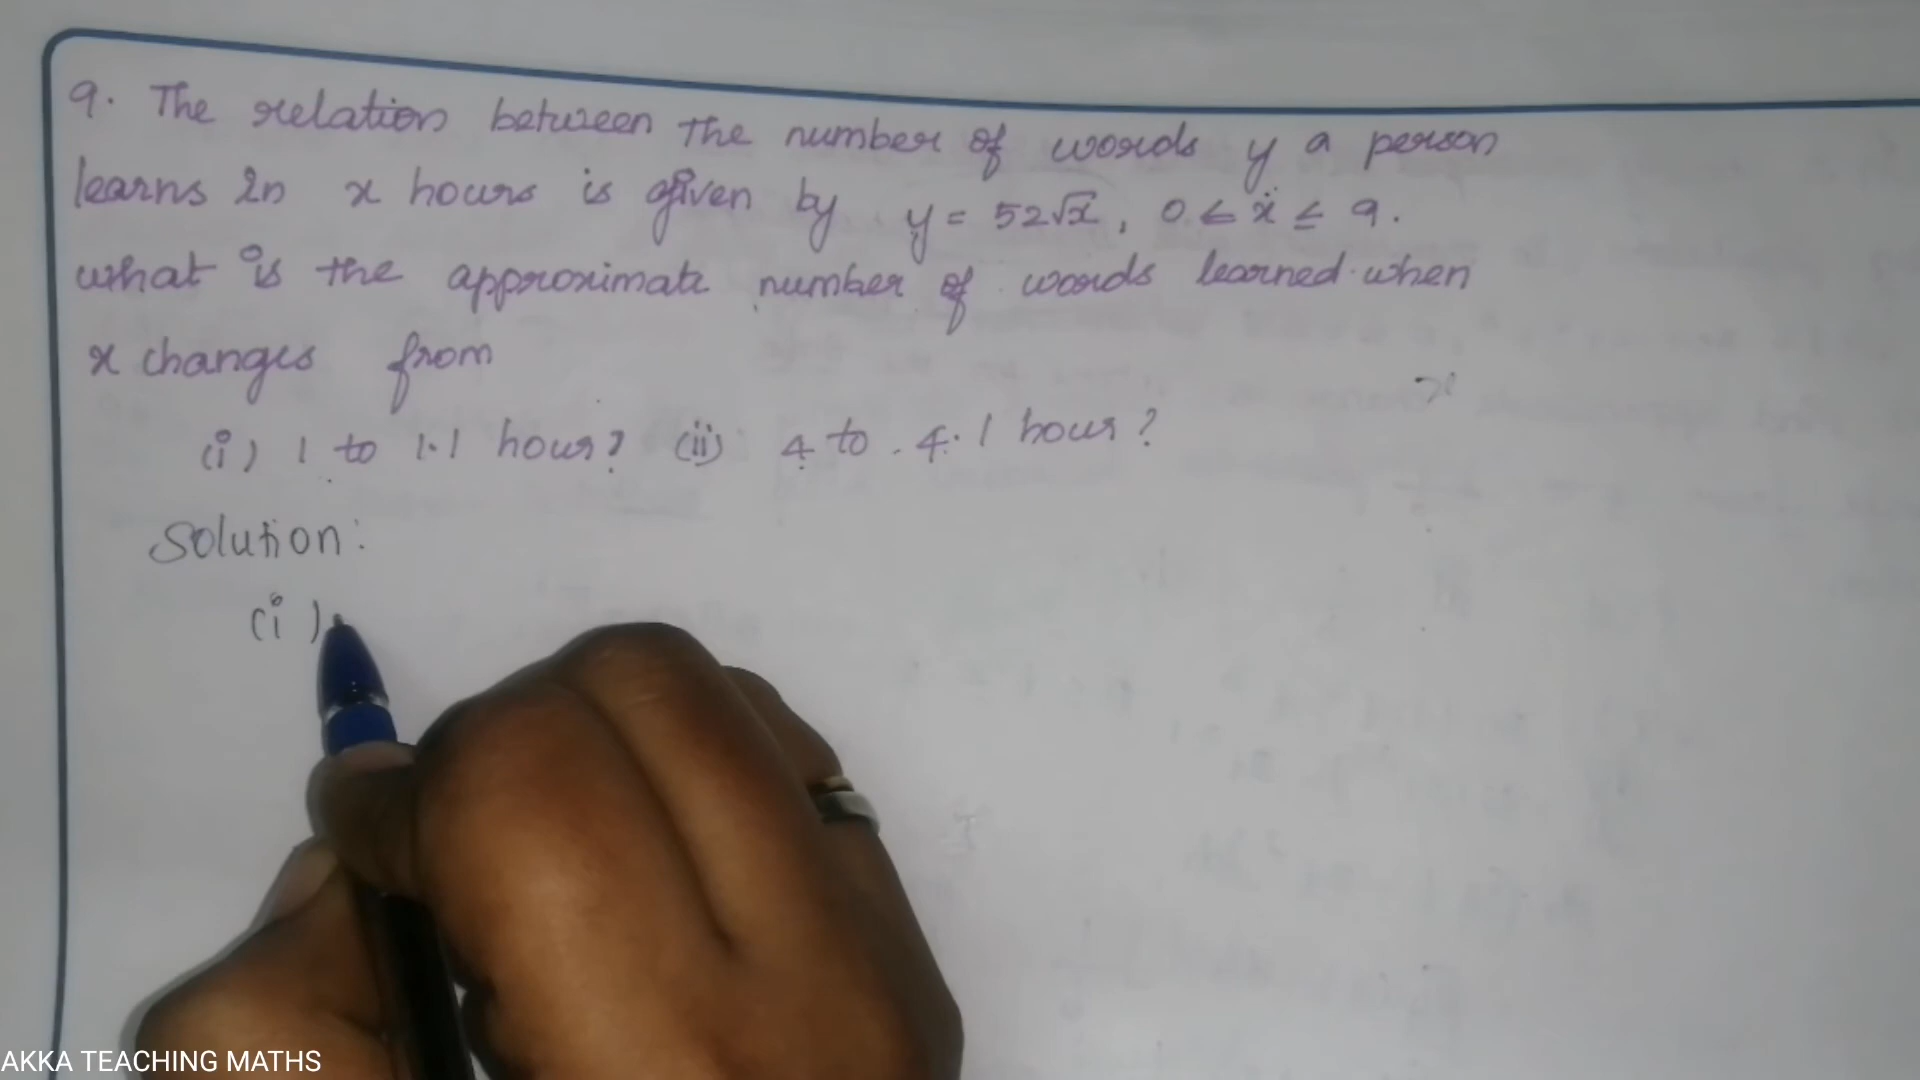 9. The relation between the number of words y a person
learns in x hours is given by y = 52√x, 0 ≤ x ≤ 9.
what is the approximate number of words learned when
x changes from
(i) 1 to 1.1 hour? (ii) 4 to 4.1 hour?
Solution:
(i)
AKKA TEACHING MATHS